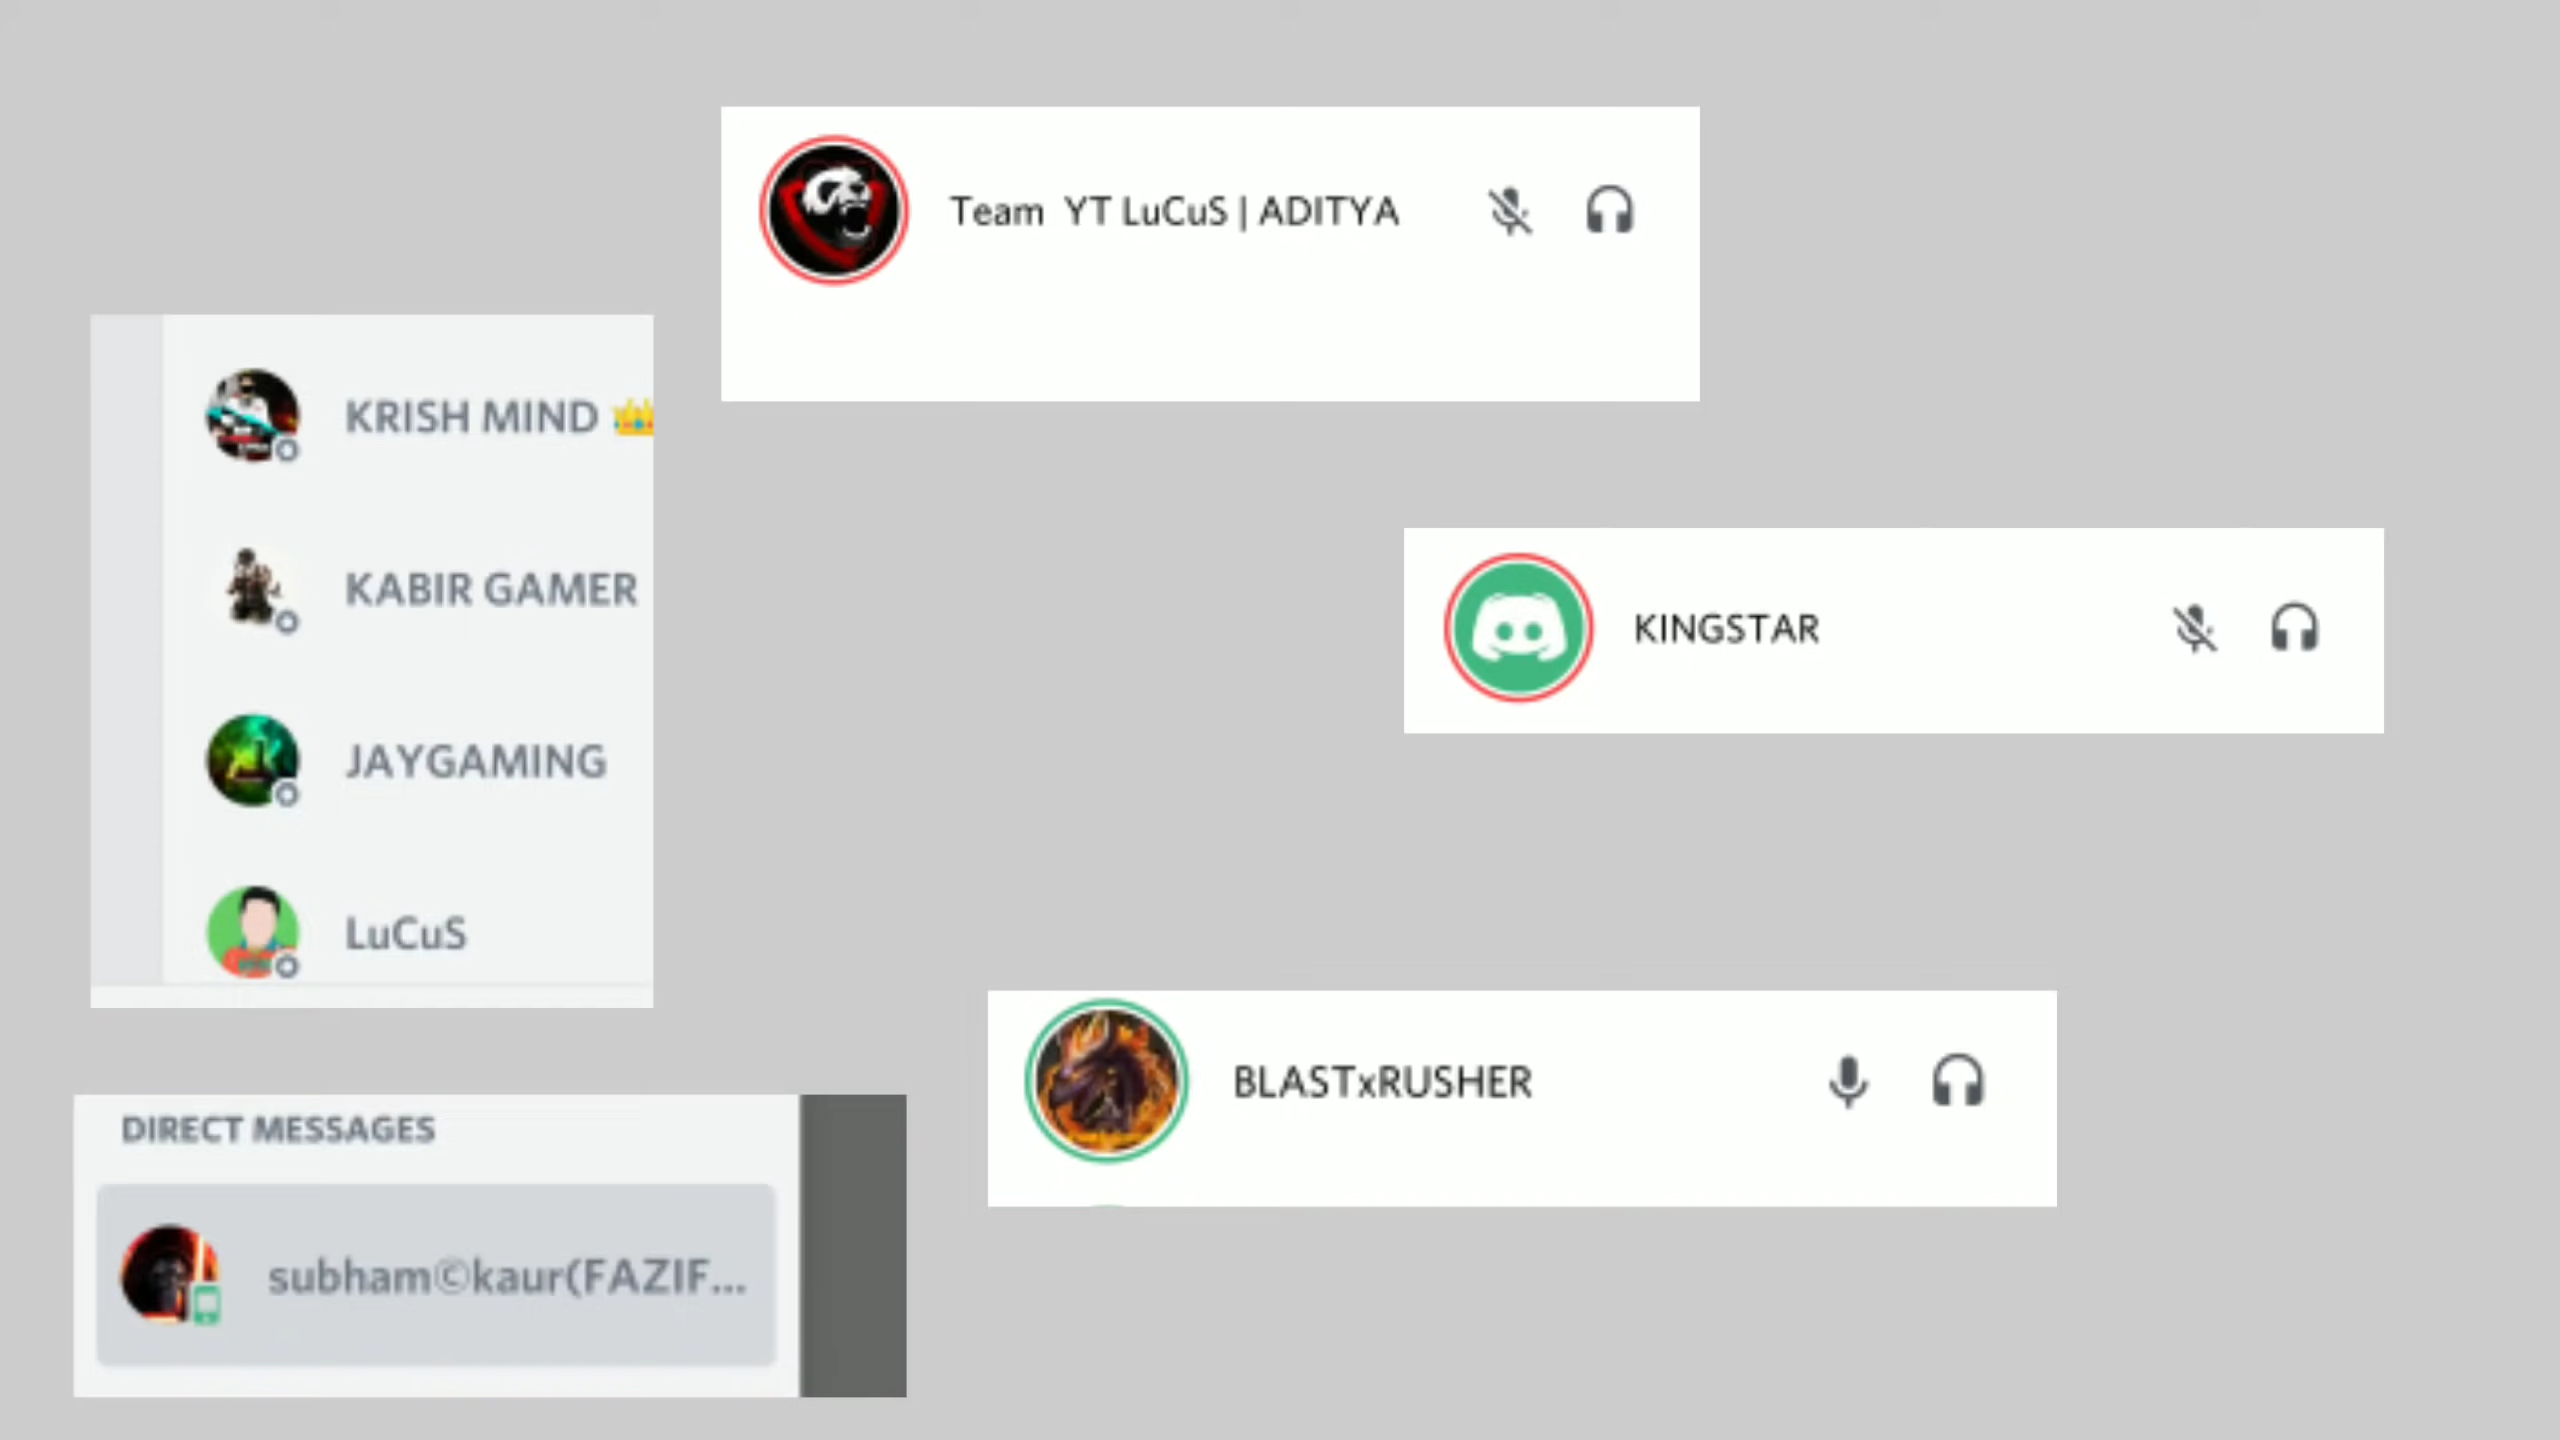 Team YT LuCuS | ADITYA
KRISH MIND 👑
KABIR GAMER
JAYGAMING
LuCuS
KINGSTAR
BLASTxRUSHER
DIRECT MESSAGES
subham©kaur(FAZIF...